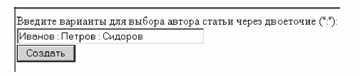 Введите варианты для выбора автора статьи через двоеточие (":"):
Иванов : Петров : Сидоров
Создать